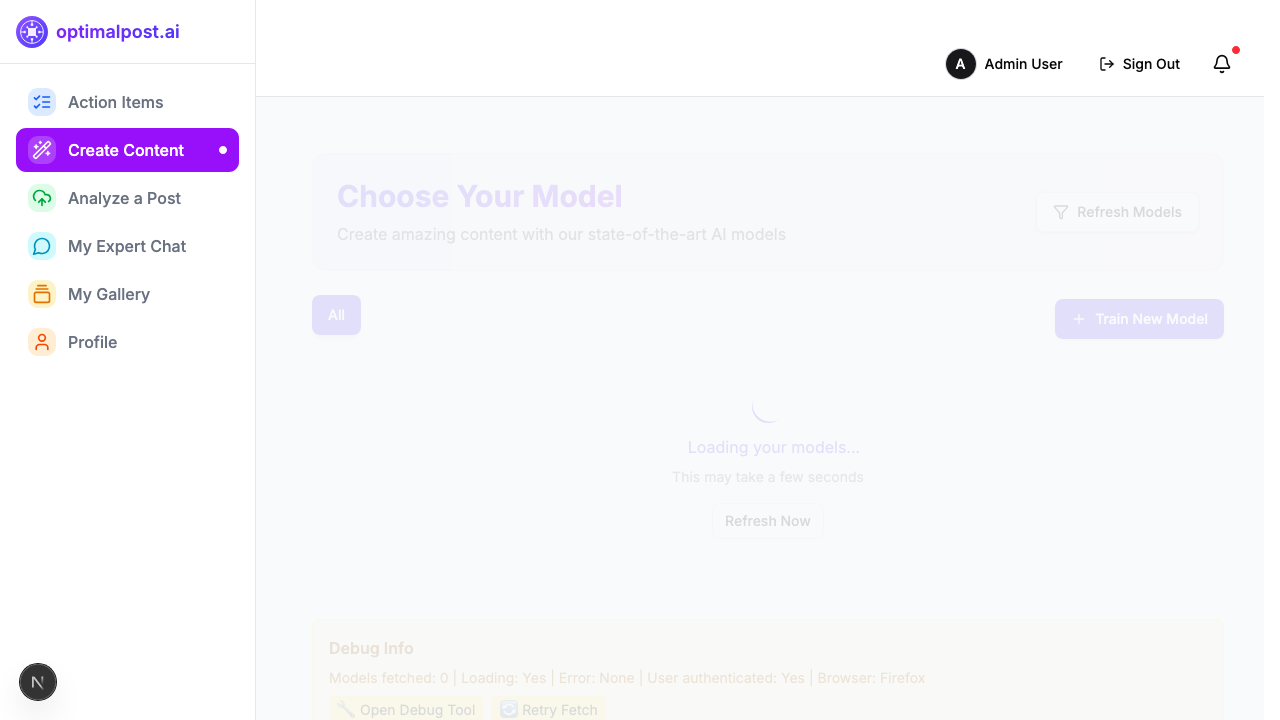 optimalpost.ai
A Admin User
Sign Out
Action Items
Create Content
Analyze a Post
My Expert Chat
My Gallery
Profile
Choose Your Model
Create amazing content with our state-of-the-art AI models
Refresh Models
All
+ Train New Model
Loading your models...
This may take a few seconds
Refresh Now
Debug Info
Models fetched: 0 | Loading: Yes | Error: None | User authenticated: Yes | Browser: Firefox
🔧 Open Debug Tool
🔄 Retry Fetch
N